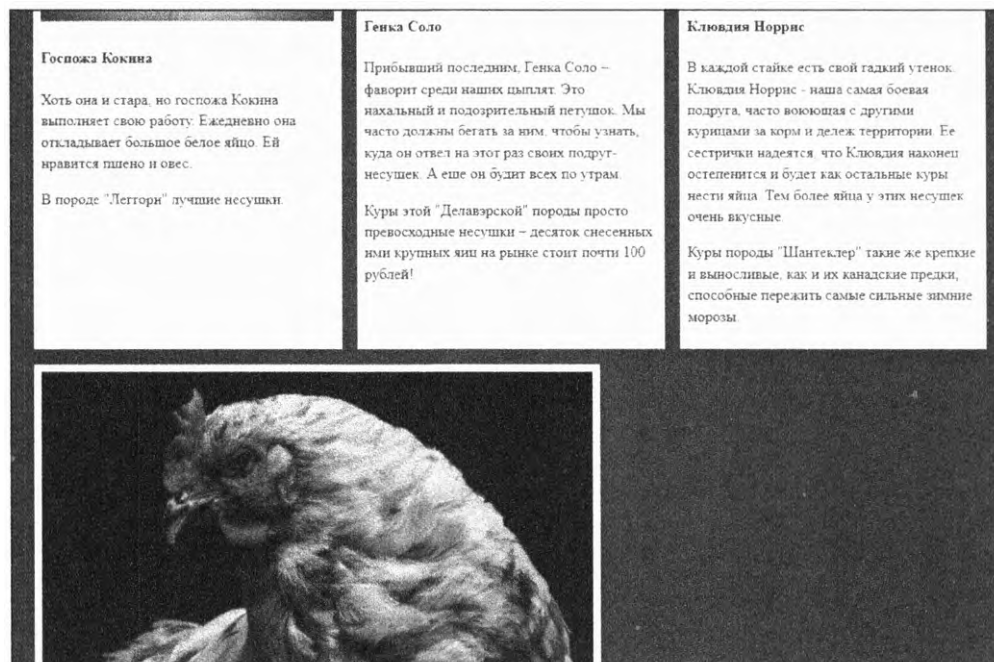 Госпожа Кокина
Хоть она и стара, но госпожа Кокина
выполняет свою работу. Ежедневно она
откладывает большое белое яйцо. Ей
нравится пшено и овес.
В породе "Леггорн" лучшие несушки.
Генка Соло
Прибывший последним, Генка Соло –
фаворит среди наших цыплят. Это
нахальный и подозрительный петушок. Мы
часто должны бегать за ним, чтобы узнать,
куда он отвел на этот раз своих подруг-
несушек. А еше он будит всех по утрам.
Куры этой "Делавэрской" породы просто
превосходные несушки – десяток снесенных
ими крупных яиц на рынке стоит почти 100
рублей!
Клювдия Норрис
В каждой стайке есть свой гадкий утенок.
Клювдия Норрис - наша самая боевая
подруга, часто воюющая с другими
курицами за корм и дележ территории. Ее
сестрички надеятся, что Клювдия наконец
остепенится и будет как остальные куры
нести яйца. Тем более яйца у этих несушек
очень вкусные.
Куры породы "Шантеклер" такие же крепкие
и выносливые, как и их канадские предки,
способные пережить самые сильные зимние
морозы.